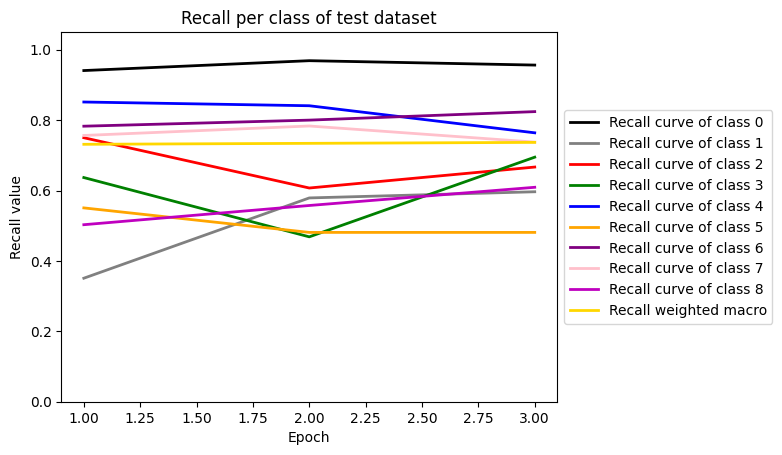 Recall per class of test dataset
1.0
0.8
0.6
0.4
0.2
0.0
Recall value
1.00
1.25
1.50
1.75
2.00
2.25
2.50
2.75
3.00
Epoch
Recall curve of class 0
Recall curve of class 1
Recall curve of class 2
Recall curve of class 3
Recall curve of class 4
Recall curve of class 5
Recall curve of class 6
Recall curve of class 7
Recall curve of class 8
Recall weighted macro